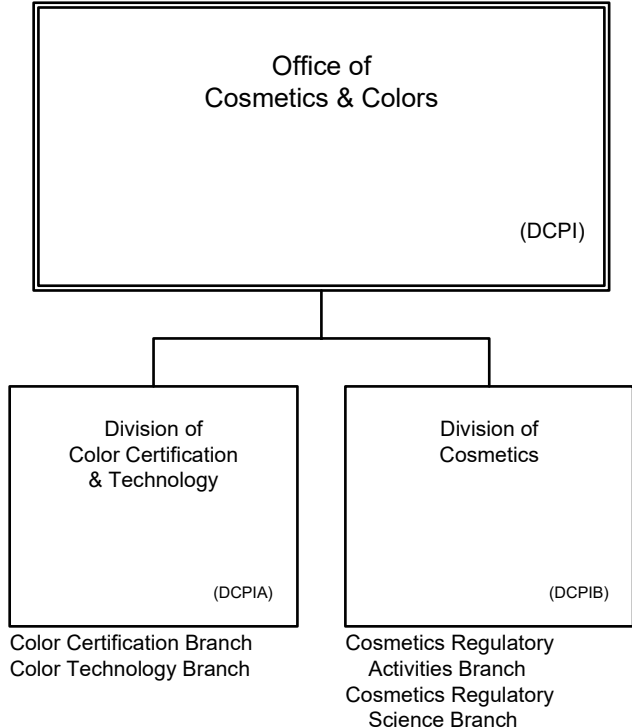 Office of
Cosmetics & Colors
(DCPI)
Division of
Color Certification
& Technology
(DCPIA)
Color Certification Branch
Color Technology Branch
Division of
Cosmetics
(DCPIB)
Cosmetics Regulatory
Activities Branch
Cosmetics Regulatory
Science Branch